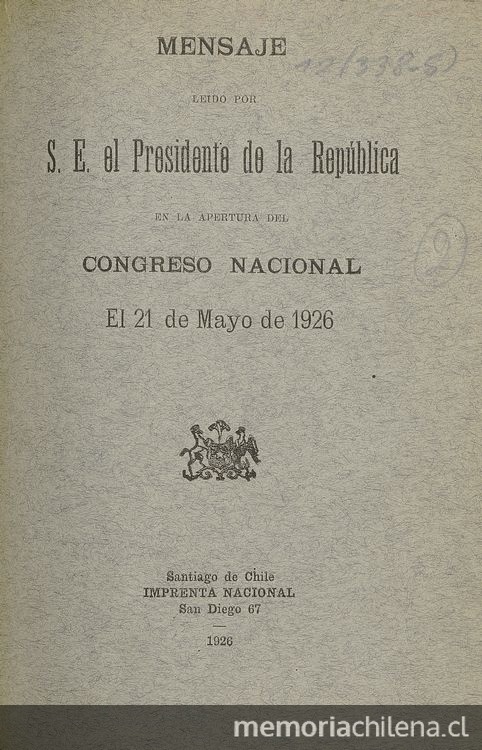 MENSAJE
LEIDO POR
S. E. el Presidente de la República
EN LA APERTURA DEL
CONGRESO NACIONAL
El 21 de Mayo de 1926
Santiago de Chile
IMPRENTA NACIONAL
San Diego 67
1926
memoriachilena.cl